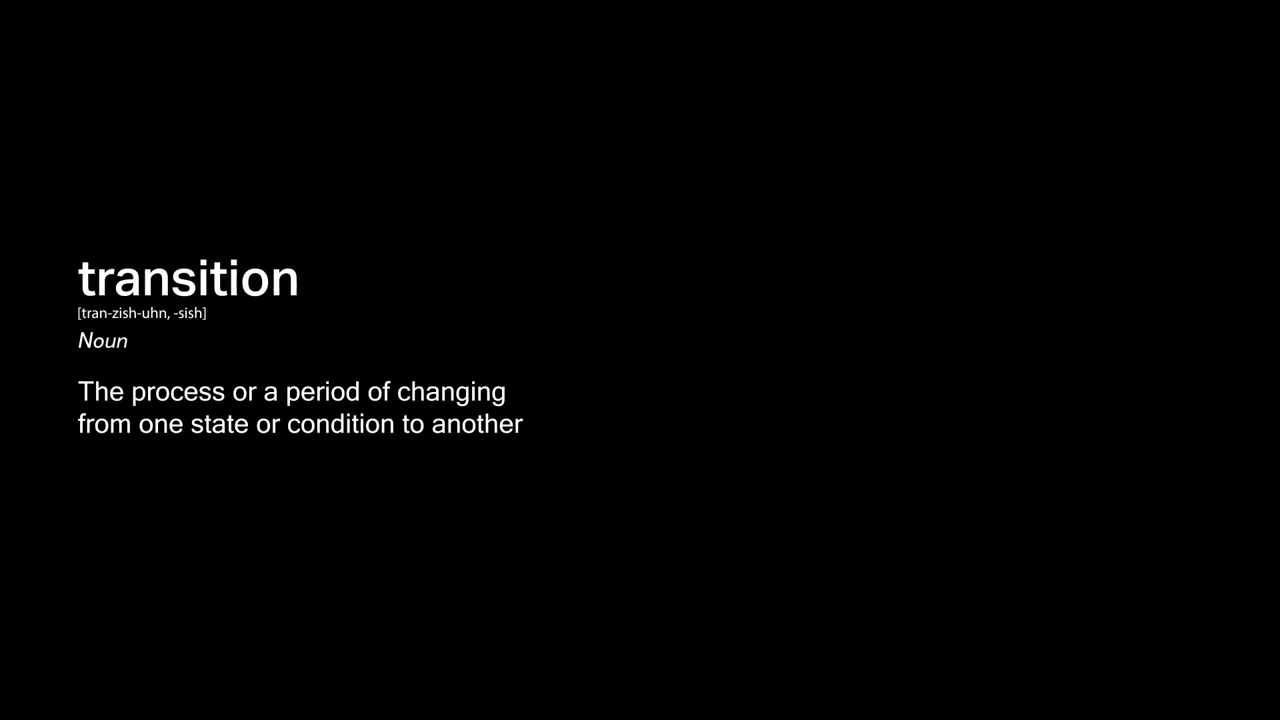 transition
[tran-zish-uhn, -sish]
Noun
The process or a period of changing
from one state or condition to another